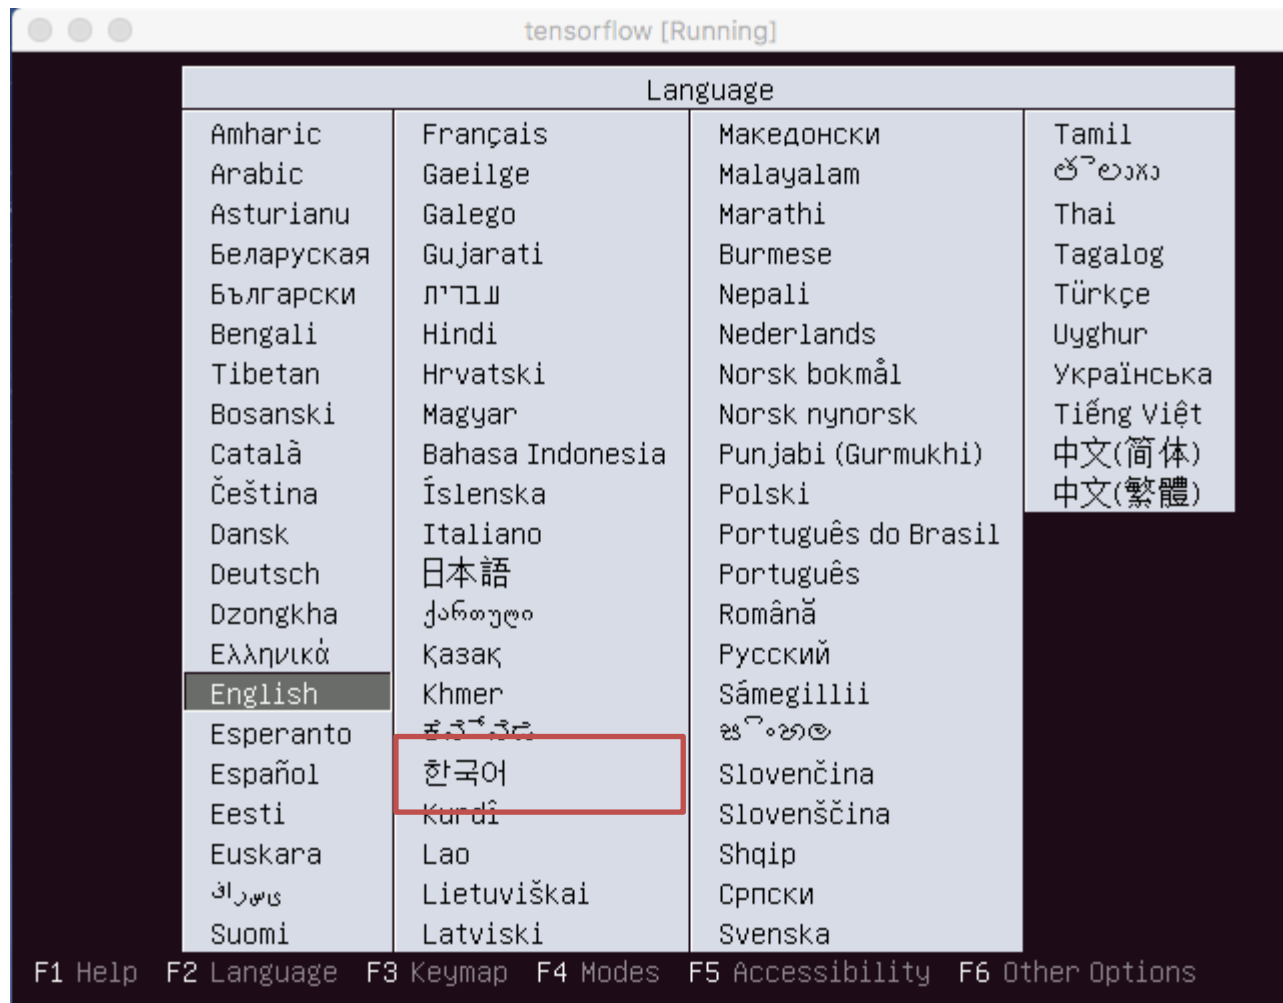 tensorflow [Running]
Language
Amharic
Arabic
Asturianu
Беларуская
Български
Bengali
Tibetan
Bosanski
Català
Čeština
Dansk
Deutsch
Dzongkha
Ελληνικά
English
Esperanto
Español
Eesti
Euskara
ىسراف
Suomi
Français
Gaeilge
Galego
Gujarati
עברית
Hindi
Hrvatski
Magyar
Bahasa Indonesia
Íslenska
Italiano
日本語
ქართული
Қазақ
Khmer
한국어
Kurdî
Lao
Lietuviškai
Latviski
Македонски
Malayalam
Marathi
Burmese
Nepali
Nederlands
Norsk bokmål
Norsk nynorsk
Punjabi (Gurmukhi)
Polski
Português do Brasil
Português
Română
Русский
Sámegillii
Slovenčina
Slovenščina
Shqip
Српски
Svenska
Tamil
Thai
Tagalog
Türkçe
Uyghur
Українська
Tiếng Việt
中文(简体)
中文(繁體)
F1 Help F2 Language F3 Keymap F4 Modes F5 Accessibility F6 Other Options